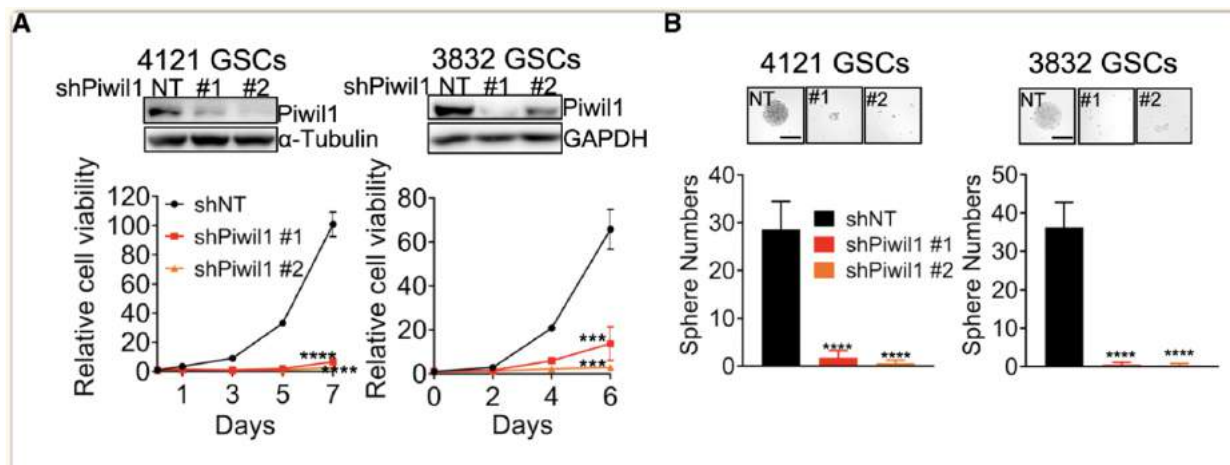 A
4121 GSCs
shPiwil1 NT #1 #2
Piwil1
α-Tubulin
3832 GSCs
shPiwil1 NT #1 #2
Piwil1
GAPDH
Relative cell viability
120
100
80
60
40
20
0
shNT
shPiwil1 #1
shPiwil1 #2
****
****
1 3 5 7
Days
Relative cell viability
80
60
40
20
0
***
***
0 2 4 6
Days
B
4121 GSCs
NT #1 #2
3832 GSCs
NT #1 #2
Sphere Numbers
40
30
20
10
0
shNT
shPiwil1 #1
shPiwil1 #2
**** ****
Sphere Numbers
50
40
30
20
10
0
**** ****